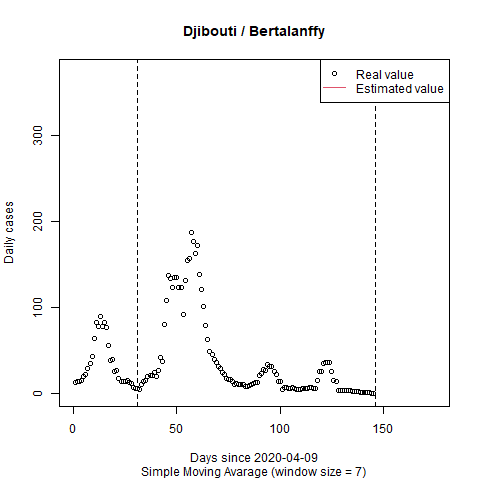 Djibouti / Bertalanffy
Real value
Estimated value
Daily cases
300
200
100
0
0
50
100
150
Days since 2020-04-09
Simple Moving Avarage (window size = 7)